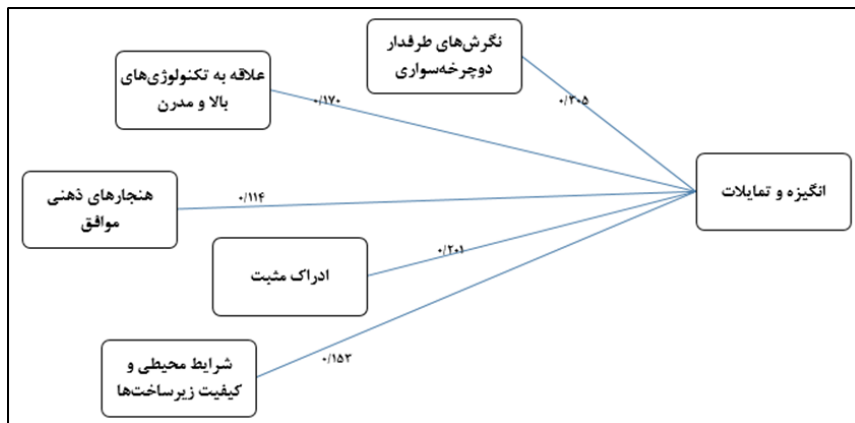 نگرش‌های طرفدار
دوچرخه‌سواری
علاقه به تکنولوژی‌های
بالا و مدرن
۰/۱۷۰
۰/۳۰۵
هنجارهای ذهنی
موافق
۰/۱۱۴
انگیزه و تمایلات
ادراک مثبت
۰/۲۰۱
شرایط محیطی و
کیفیت زیرساخت‌ها
۰/۱۵۳